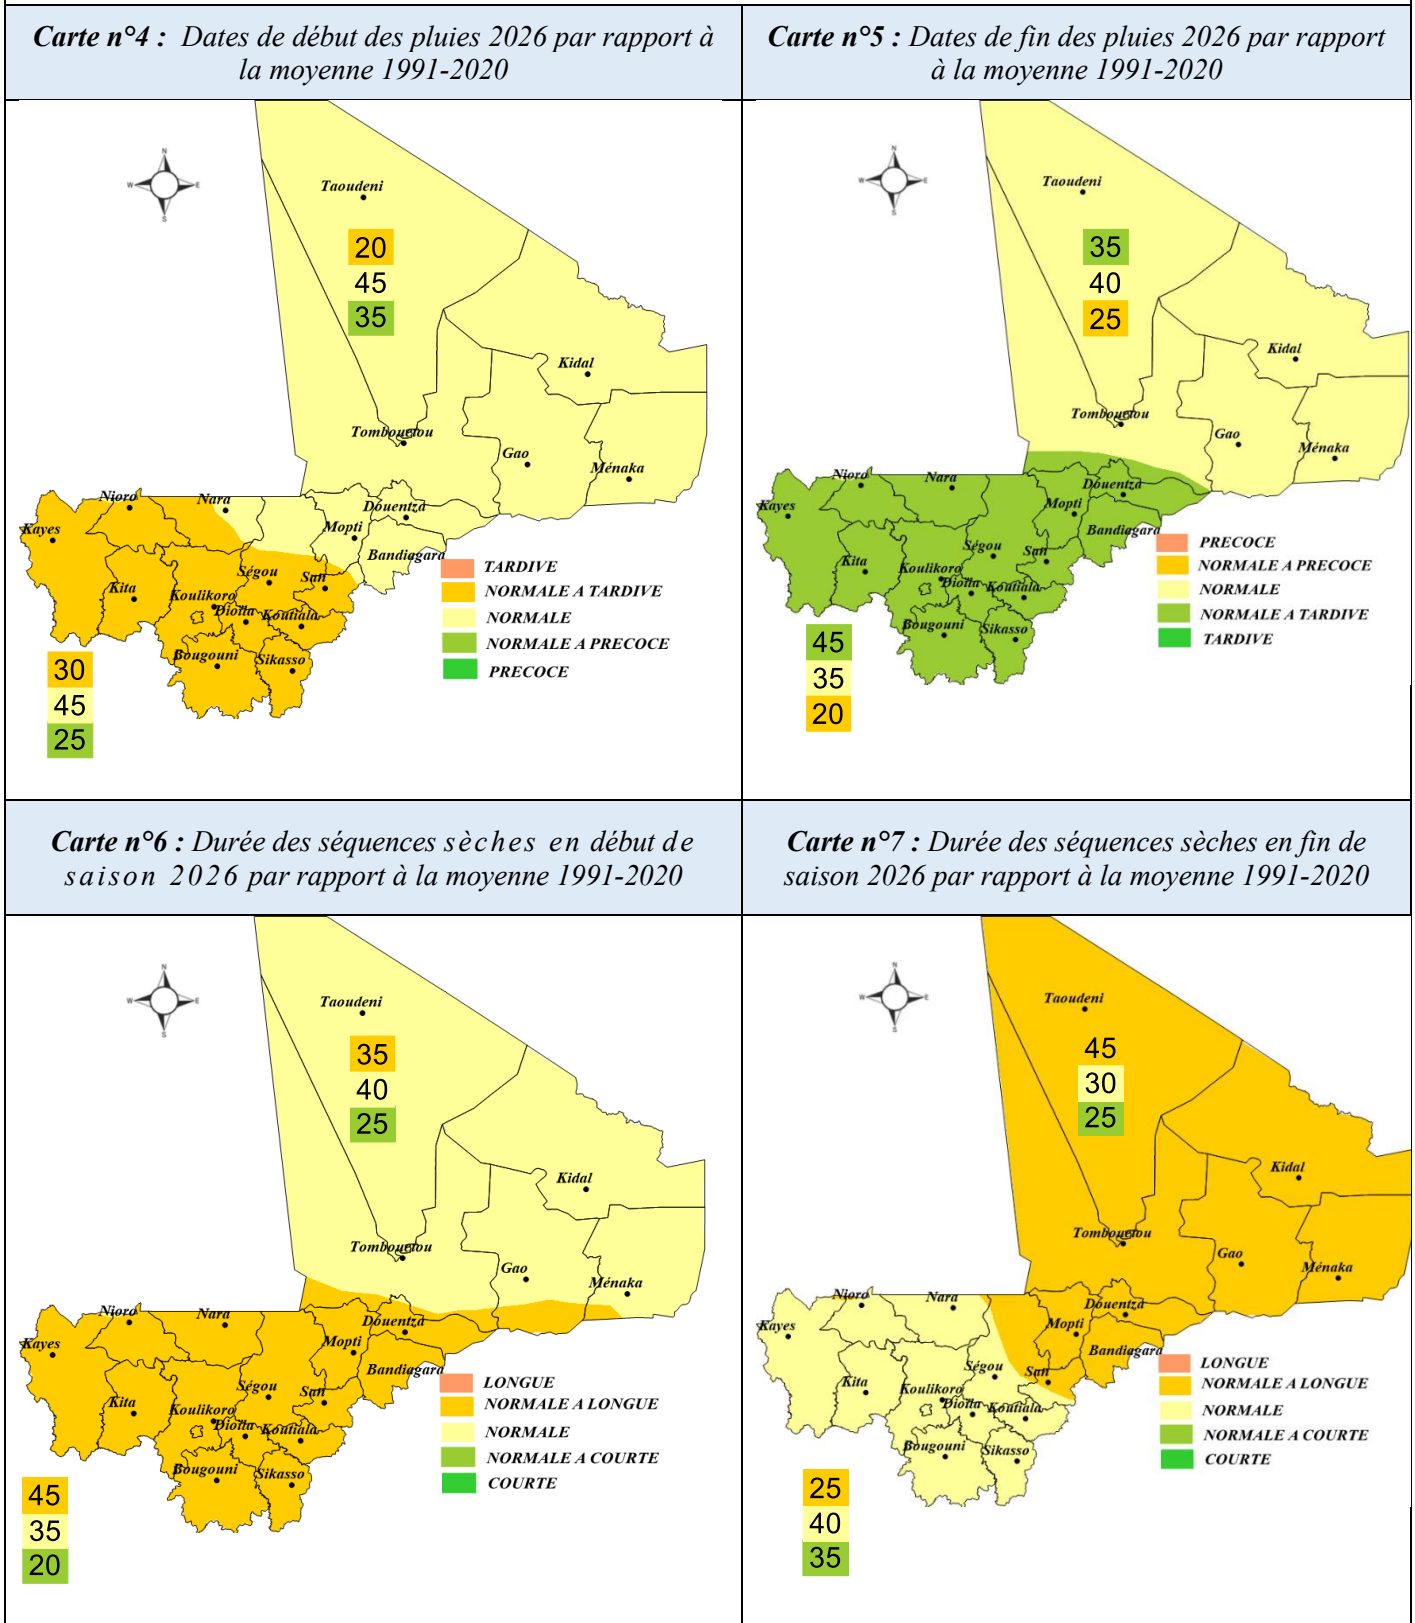 Carte n°4 : Dates de début des pluies 2026 par rapport à
la moyenne 1991-2020
Carte n°5 : Dates de fin des pluies 2026 par rapport
à la moyenne 1991-2020
N
W
E
S
Taoudeni
20
45
35
Kidal
Tombouctou
Gao
Ménaka
Nioro
Nara
Kayes
Douentza
Mopti
Bandiagara
Ségou
San
Kita
Koulikoro
Dioila
Koutiala
Bougouni
Sikasso
TARDIVE
NORMALE A TARDIVE
NORMALE
NORMALE A PRECOCE
PRECOCE
30
45
25
N
W
E
S
Taoudeni
35
40
25
Kidal
Tombouctou
Gao
Ménaka
Nioro
Nara
Kayes
Douentza
Mopti
Bandiagara
Ségou
San
Kita
Koulikoro
Dioila
Koutiala
Bougouni
Sikasso
PRECOCE
NORMALE A PRECOCE
NORMALE
NORMALE A TARDIVE
TARDIVE
45
35
20
Carte n°6 : Durée des séquences sèches en début de
saison 2026 par rapport à la moyenne 1991-2020
Carte n°7 : Durée des séquences sèches en fin de
saison 2026 par rapport à la moyenne 1991-2020
N
W
E
S
Taoudeni
35
40
25
Kidal
Tombouctou
Gao
Ménaka
Nioro
Nara
Kayes
Douentza
Mopti
Bandiagara
Ségou
San
Kita
Koulikoro
Dioila
Koutiala
Bougouni
Sikasso
LONGUE
NORMALE A LONGUE
NORMALE
NORMALE A COURTE
COURTE
45
35
20
N
W
E
S
Taoudeni
45
30
25
Kidal
Tombouctou
Gao
Ménaka
Nioro
Nara
Kayes
Douentza
Mopti
Bandiagara
Ségou
San
Kita
Koulikoro
Dioila
Koutiala
Bougouni
Sikasso
LONGUE
NORMALE A LONGUE
NORMALE
NORMALE A COURTE
COURTE
25
40
35